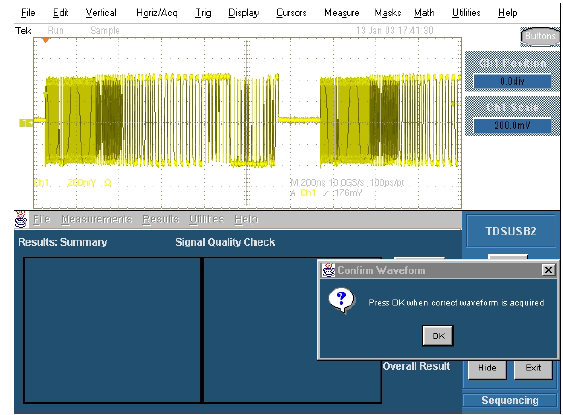 File Edit Vertical Horiz/Acq Trig Display Cursors Measure Masks Math Utilities Help
Tek Run Sample 13 Jan 03 17:41:30 Buttons
Ch1 Position
0.0div
Ch1 Scale
200.0mV
Ch1 200mV Ω M 200ns 10.0GS/s 100ps/pt
A Ch1 176mV
File Measurements Results Utilities Help
TDSUSB2
Results: Summary Signal Quality Check
Confirm Waveform
Press OK when correct waveform is acquired
OK
Overall Result Hide Exit
Sequencing